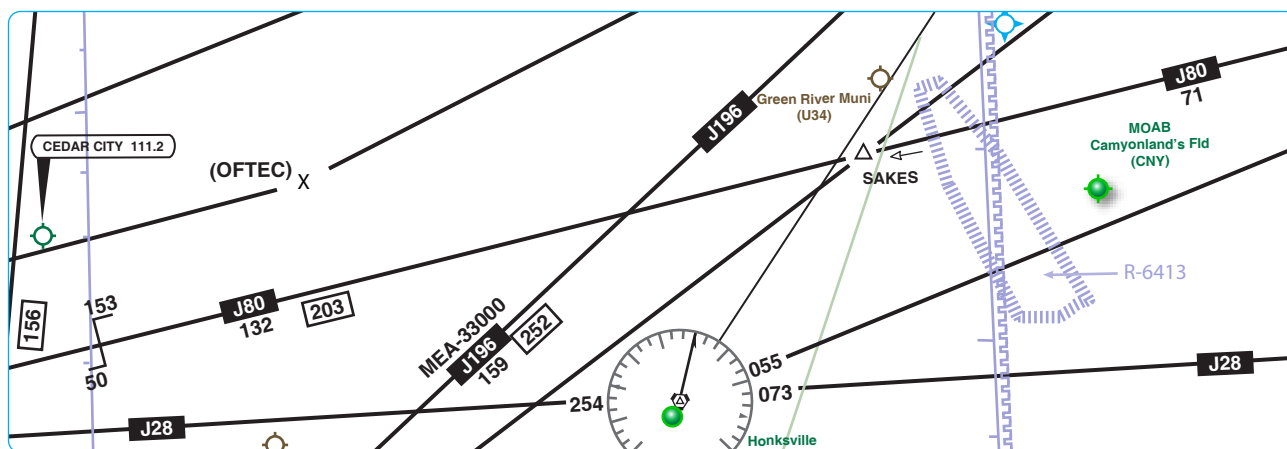 J80
71
Green River Muni
(U34)
J196
MOAB
Camyonland's Fld
(CNY)
CEDAR CITY 111.2
(OFTEC)
X
SAKES
R-6413
153
J80
132
203
156
50
MEA-33000
J196
159
252
055
073
J28
254
J28
Honksville